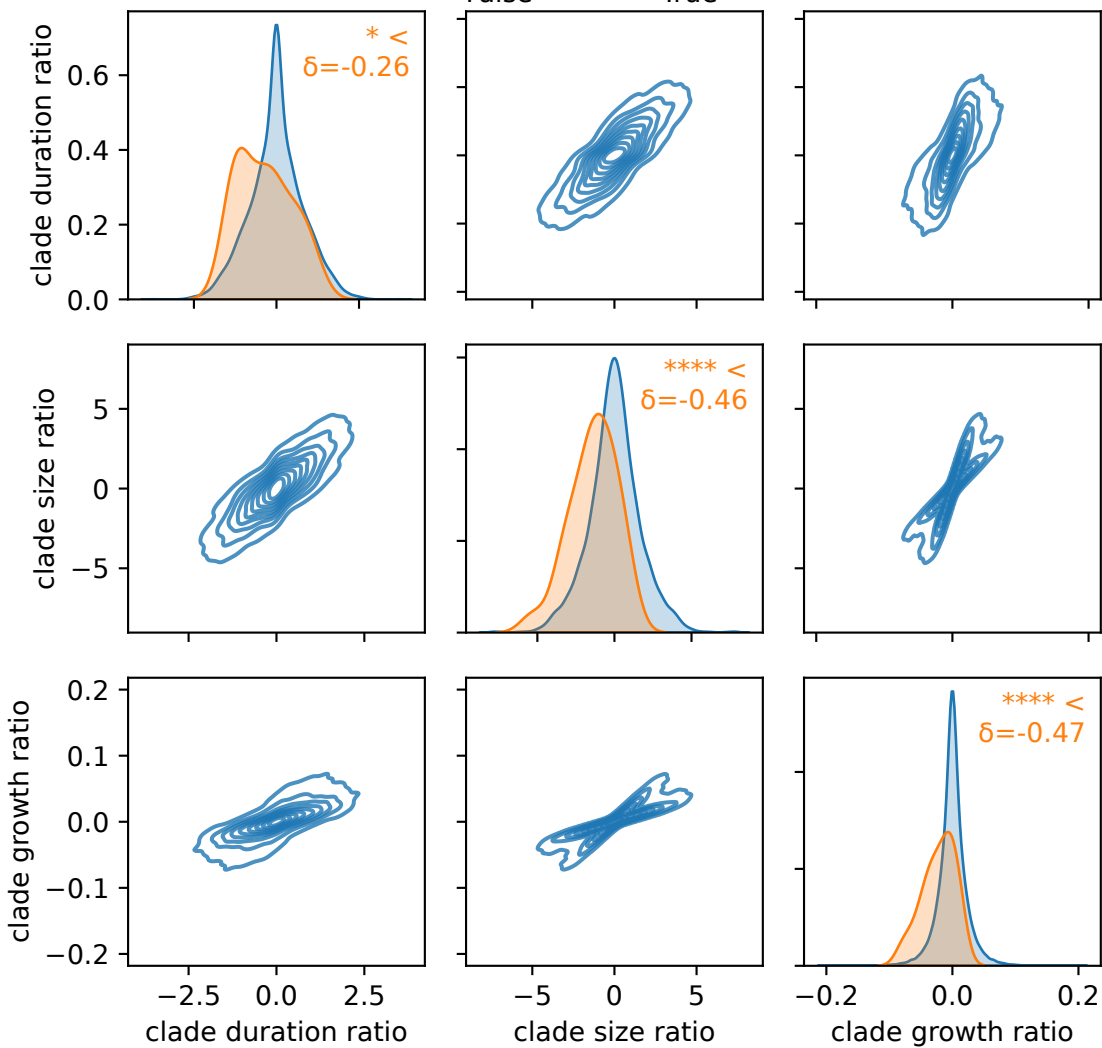 clade duration ratio
0.6
0.4
0.2
0.0
* <
δ=-0.26
clade size ratio
5
0
−5
**** <
δ=-0.46
clade growth ratio
0.2
0.1
0.0
−0.1
−0.2
**** <
δ=-0.47
−2.5 0.0 2.5
−5 0 5
−0.2 0.0 0.2
clade duration ratio
clade size ratio
clade growth ratio